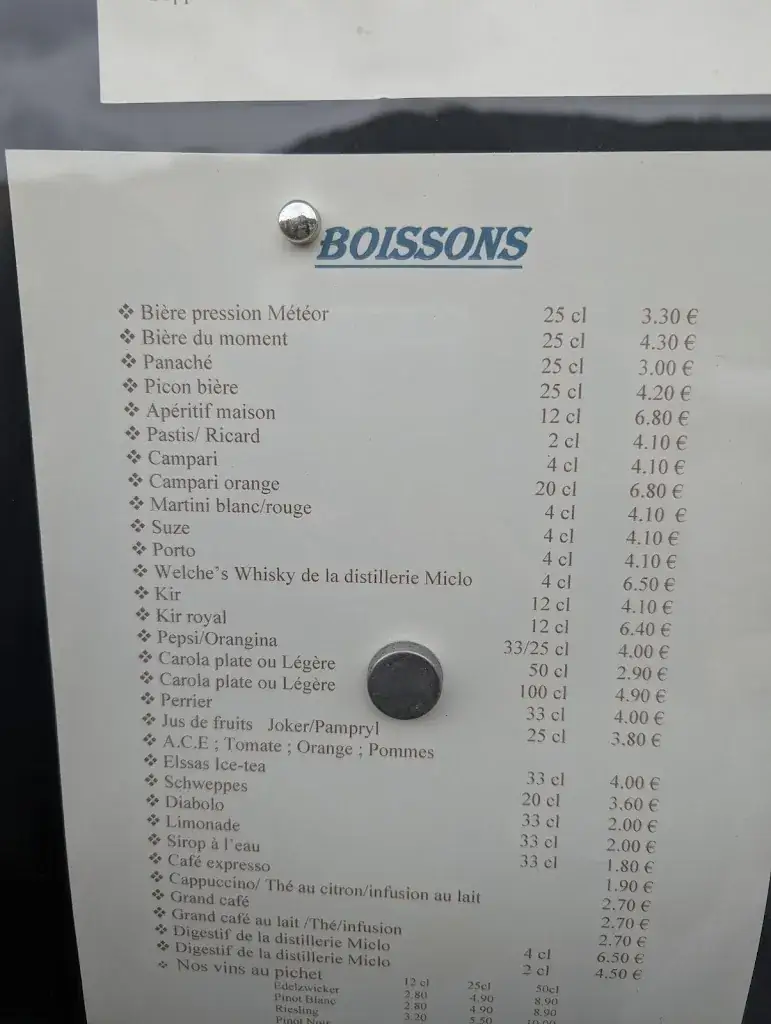 BOISSONS
❖ Bière pression Météor 25 cl 3.30 €
❖ Bière du moment 25 cl 4.30 €
❖ Panaché 25 cl 3.00 €
❖ Picon bière 25 cl 4.20 €
❖ Apéritif maison 12 cl 6.80 €
❖ Pastis/ Ricard 2 cl 4.10 €
❖ Campari 4 cl 4.10 €
❖ Campari orange 20 cl 6.80 €
❖ Martini blanc/rouge 4 cl 4.10 €
❖ Suze 4 cl 4.10 €
❖ Porto 4 cl 4.10 €
❖ Welche's Whisky de la distillerie Miclo 4 cl 6.50 €
❖ Kir 12 cl 4.10 €
❖ Kir royal 12 cl 6.40 €
❖ Pepsi/Orangina 33/25 cl 4.00 €
❖ Carola plate ou Légère 50 cl 2.90 €
❖ Carola plate ou Légère 100 cl 4.90 €
❖ Perrier 33 cl 4.00 €
❖ Jus de fruits Joker/Pampryl 25 cl 3.80 €
❖ A.C.E ; Tomate ; Orange ; Pommes
❖ Elssas Ice-tea 33 cl 4.00 €
❖ Schweppes 20 cl 3.60 €
❖ Diabolo 33 cl 2.00 €
❖ Limonade 33 cl 2.00 €
❖ Sirop à l'eau 33 cl 1.80 €
❖ Café expresso 1.90 €
❖ Cappuccino/ Thé au citron/infusion au lait 2.70 €
❖ Grand café 2.70 €
❖ Grand café au lait /Thé/infusion 2.70 €
❖ Digestif de la distillerie Miclo 4 cl 6.50 €
❖ Digestif de la distillerie Miclo 2 cl 4.50 €
❖ Nos vins au pichet 12 cl 25cl 50cl
Edelzwicker 2.80 4.90 8.90
Pinot Blanc 2.80 4.90 8.90
Riesling 3.20 5.50
Pinot Noir